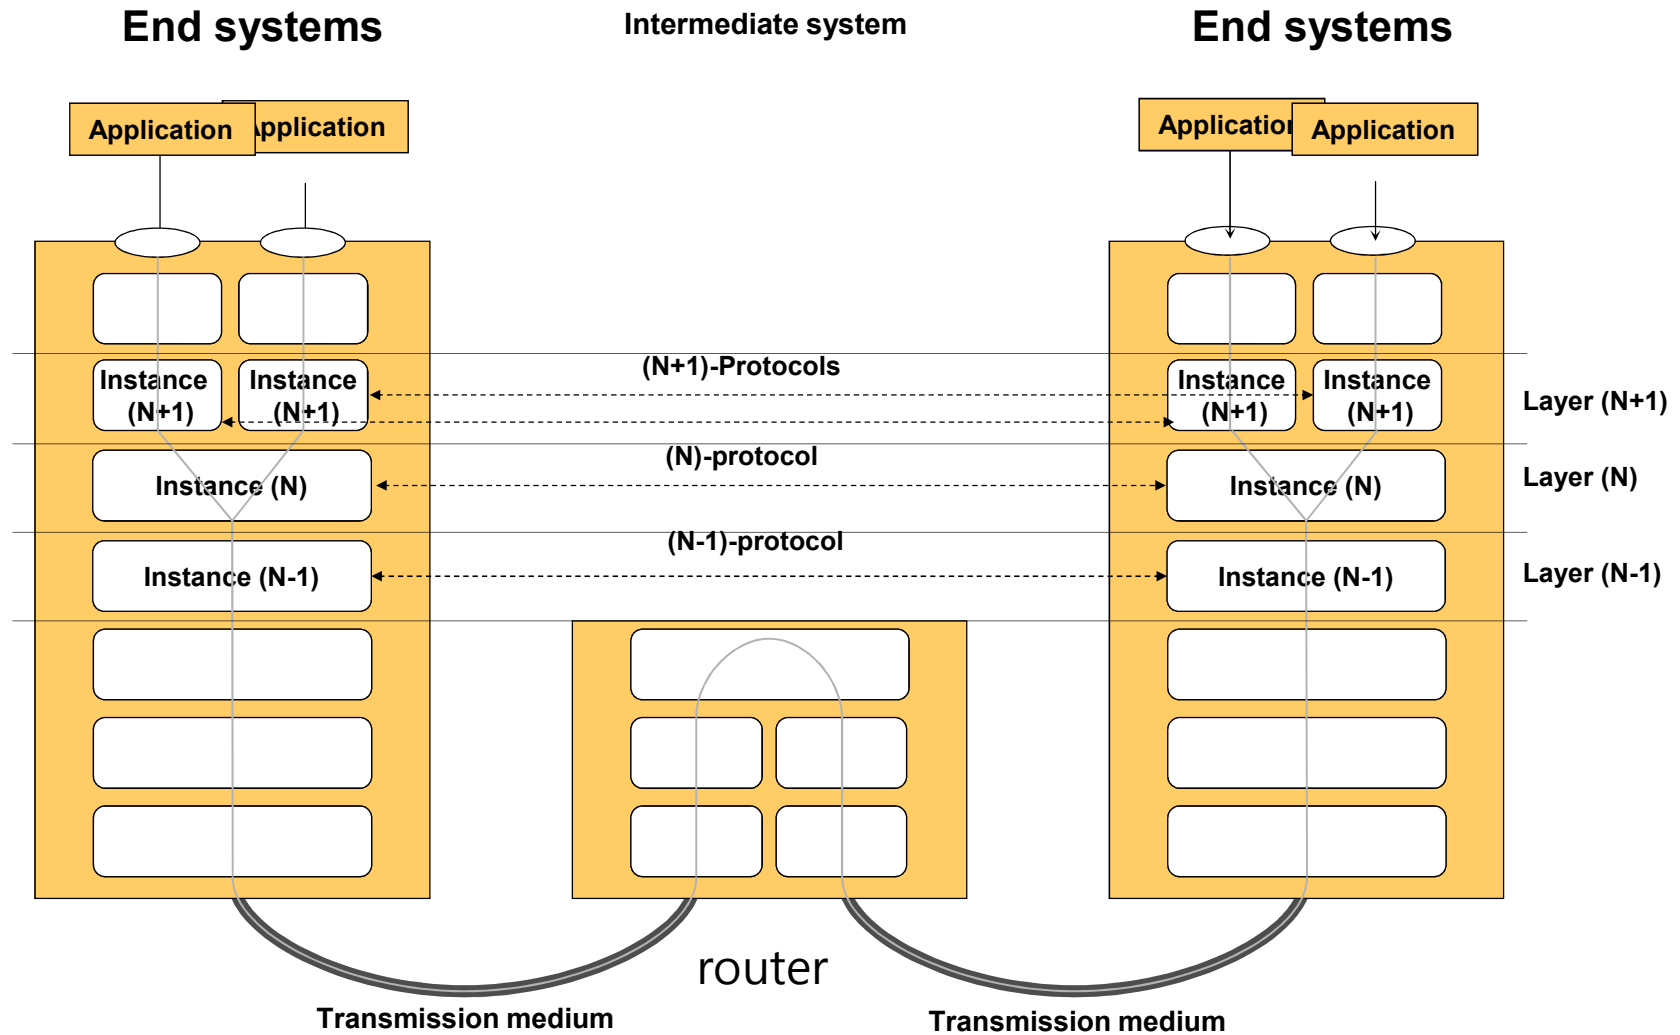 End systems
Intermediate system
End systems
Application
Application
Application
Application
(N+1)-Protocols
Instance
(N+1)
Instance
(N+1)
Instance
(N+1)
Instance
(N+1)
Layer (N+1)
(N)-protocol
Instance (N)
Instance (N)
Layer (N)
(N-1)-protocol
Instance (N-1)
Instance (N-1)
Layer (N-1)
router
Transmission medium
Transmission medium